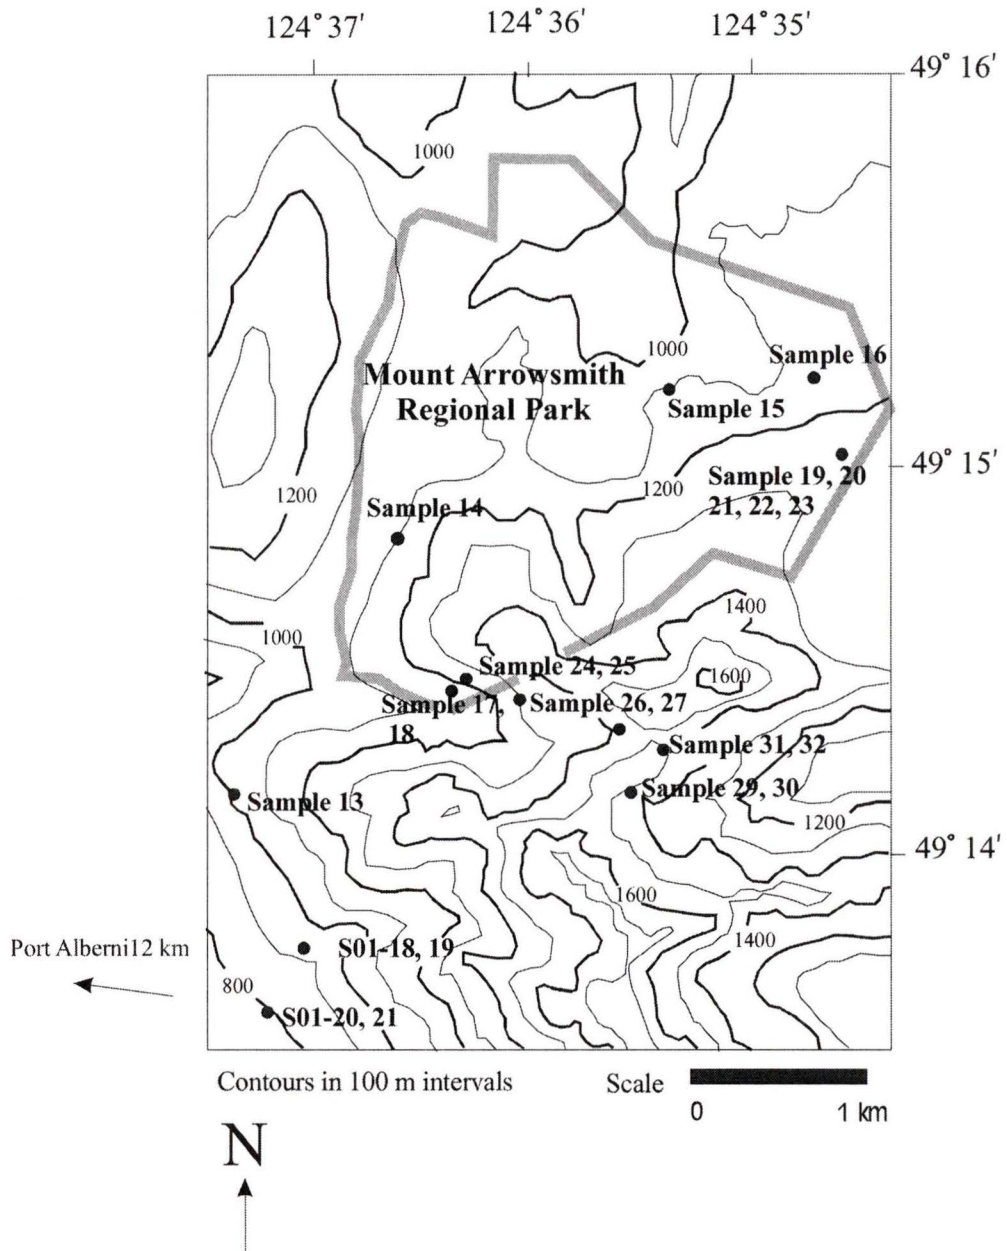 124° 37' 124° 36' 124° 35'
49° 16'
1000
Sample 16
1000
Mount Arrowsmith
Regional Park
Sample 15
49° 15'
1200
1200
Sample 19, 20
21, 22, 23
Sample 14
1400
1000
Sample 24, 25
1600
Sample 17,
18
Sample 26, 27
Sample 31, 32
Sample 13
Sample 29, 30
1200
49° 14'
1600
Port Alberni12 km
S01-18, 19
1400
800
S01-20, 21
Contours in 100 m intervals
Scale
0 1 km
N